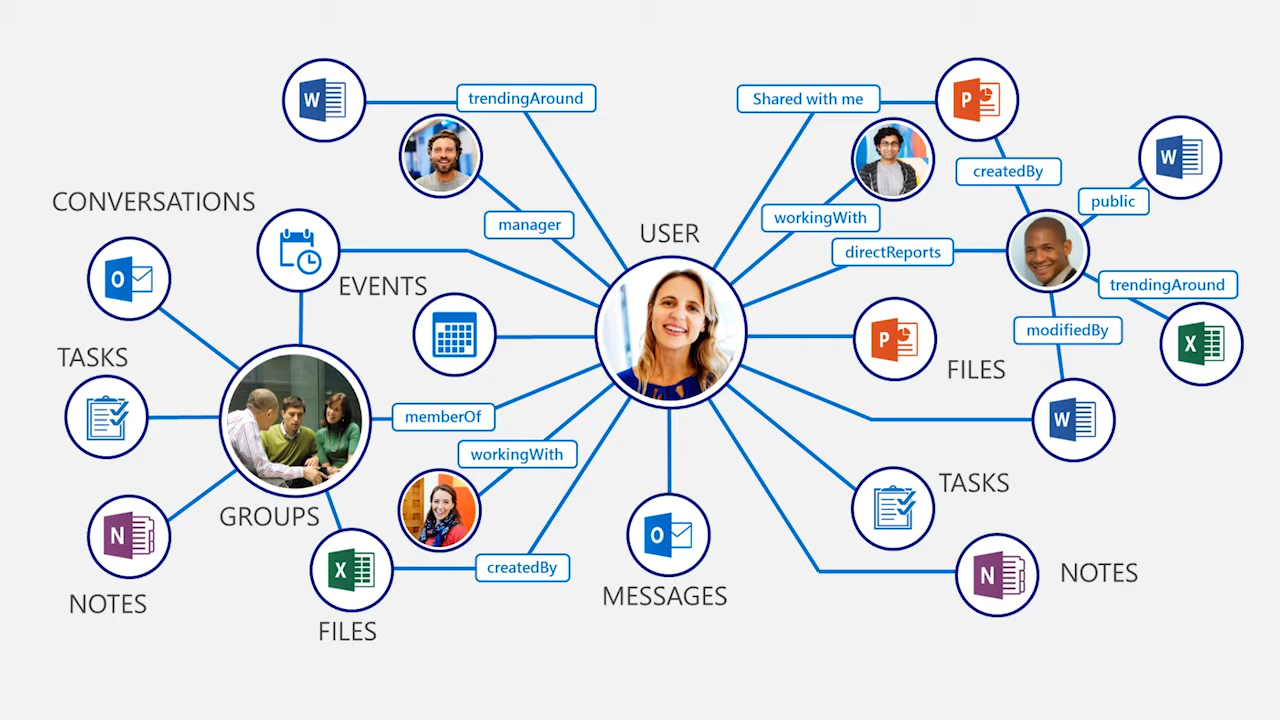 trendingAround
Shared with me
W
P
createdBy
W
public
CONVERSATIONS
manager
workingWith
USER
directReports
O
EVENTS
trendingAround
modifiedBy
P
X
TASKS
FILES
memberOf
W
workingWith
TASKS
GROUPS
N
O
X
createdBy
N
NOTES
MESSAGES
NOTES
FILES